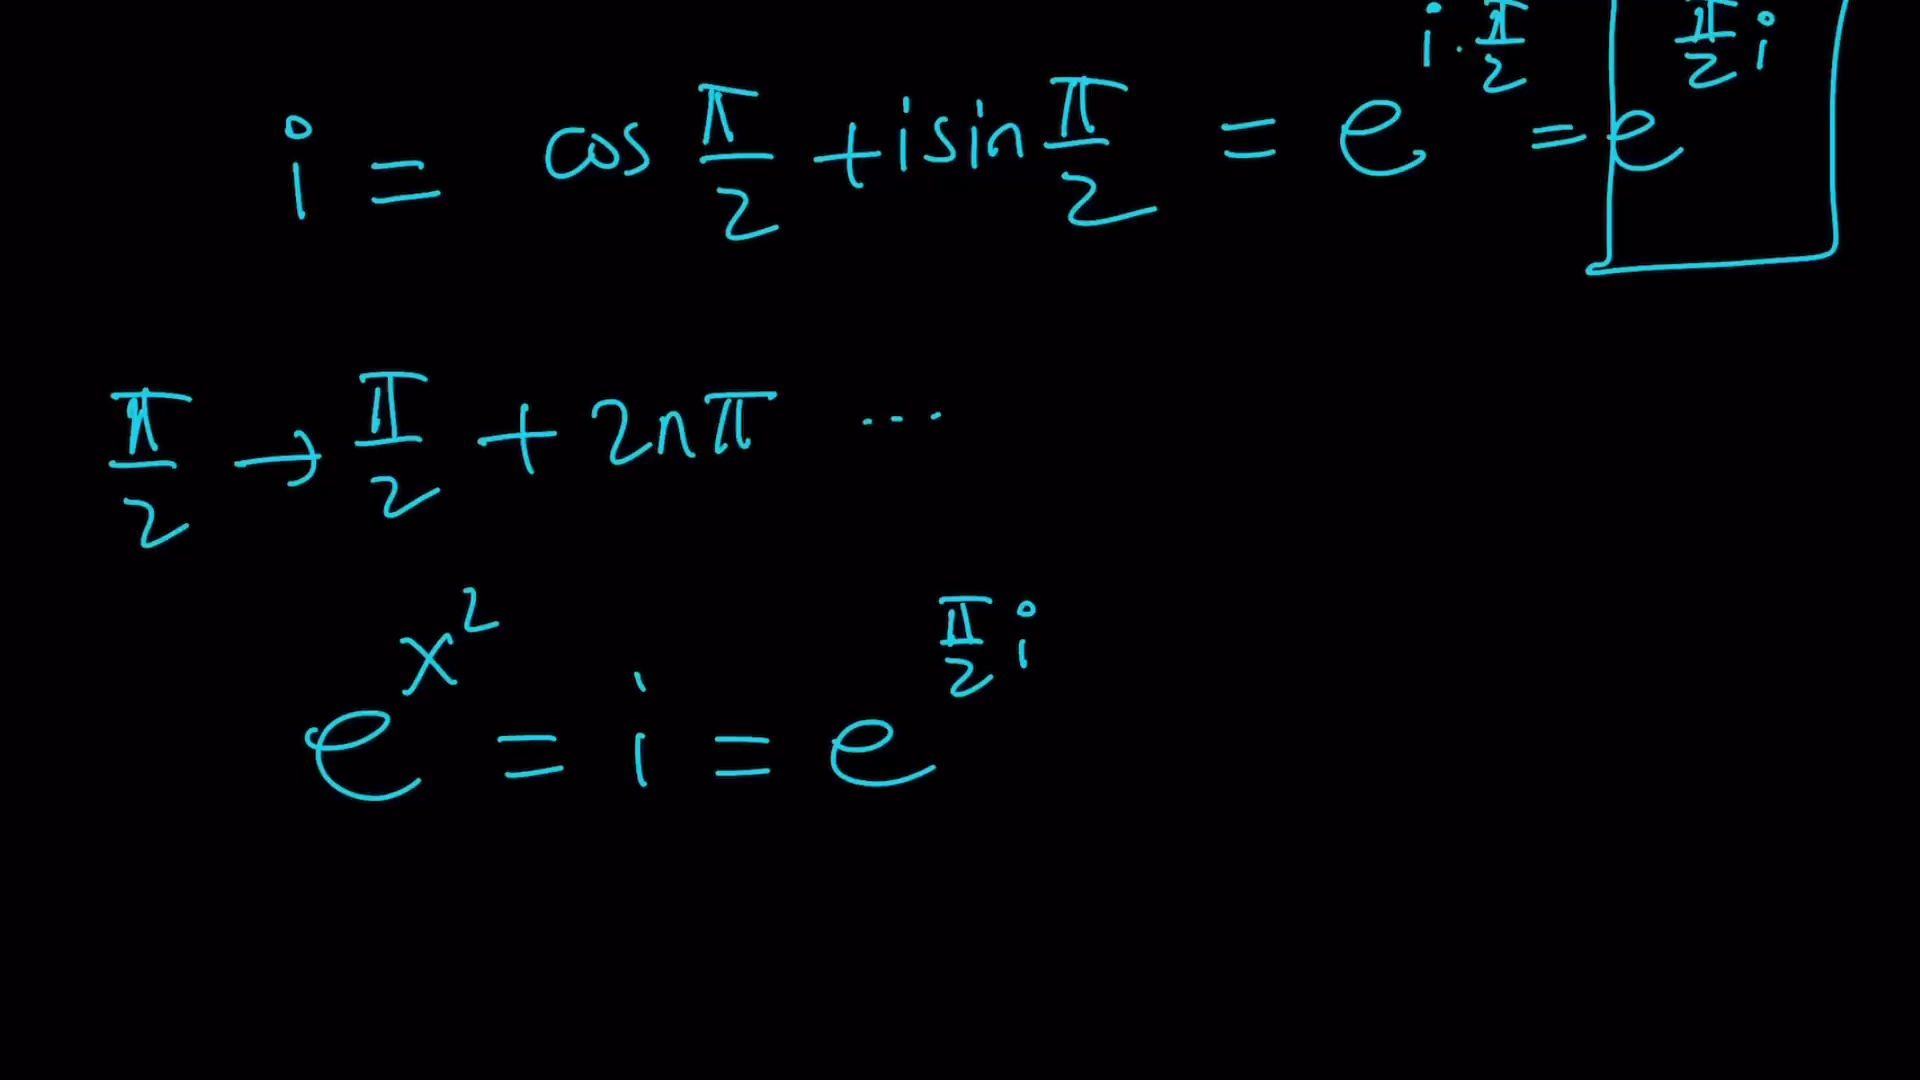 i = cos π/2 + i sin π/2 = e^(i·π/2) = e^(π/2 i)
π/2 → π/2 + 2nπ ...
e^(x^2) = i = e^(π/2 i)